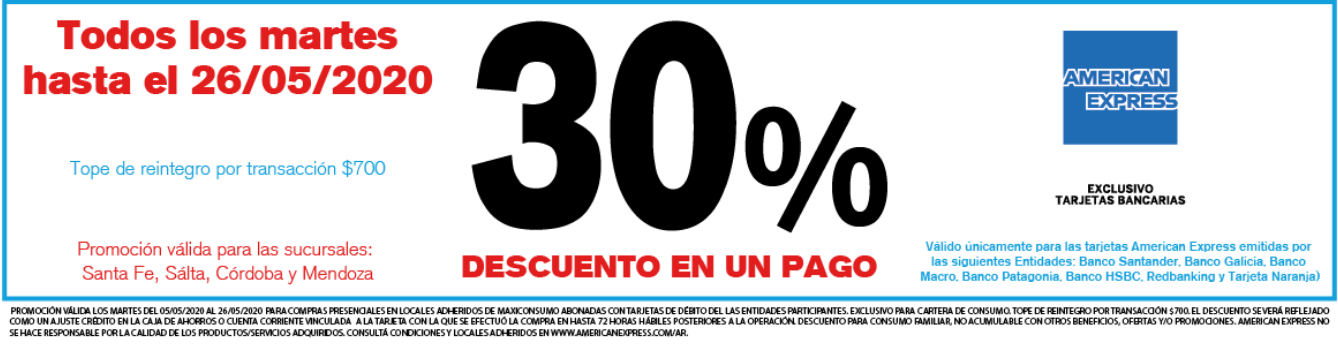 Todos los martes
hasta el 26/05/2020
Tope de reintegro por transacción $700
Promoción válida para las sucursales:
Santa Fe, Sálta, Córdoba y Mendoza
30%
DESCUENTO EN UN PAGO
AMERICAN
EXPRESS
EXCLUSIVO
TARJETAS BANCARIAS
Válido únicamente para las tarjetas American Express emitidas por
las siguientes Entidades: Banco Santander, Banco Galicia, Banco
Macro, Banco Patagonia, Banco HSBC, Redbanking y Tarjeta Naranja)
PROMOCIÓN VÁLIDA LOS MARTES DEL 05/05/2020 AL 26/05/2020 PARA COMPRAS PRESENCIALES EN LOCALES ADHERIDOS DE MAXICONSUMO ABONADAS CON TARJETAS DE DÉBITO DEL LAS ENTIDADES PARTICIPANTES. EXCLUSIVO PARA CARTERA DE CONSUMO. TOPE DE REINTEGRO POR TRANSACCIÓN $700. EL DESCUENTO SE VERÁ REFLEJADO
COMO UN AJUSTE CRÉDITO EN LA CAJA DE AHORROS O CUENTA CORRIENTE VINCULADA A LA TARJETA CON LA QUE SE EFECTUÓ LA COMPRA EN HASTA 72 HORAS HÁBILES POSTERIORES A LA OPERACIÓN. DESCUENTO PARA CONSUMO FAMILIAR, NO ACUMULABLE CON OTROS BENEFICIOS, OFERTAS Y/O PROMOCIONES. AMERICAN EXPRESS NO
SE HACE RESPONSABLE POR LA CALIDAD DE LOS PRODUCTOS/SERVICIOS ADQUIRIDOS. CONSULTÁ CONDICIONES Y LOCALES ADHERIDOS EN WWW.AMERICANEXPRESS.COM/AR.